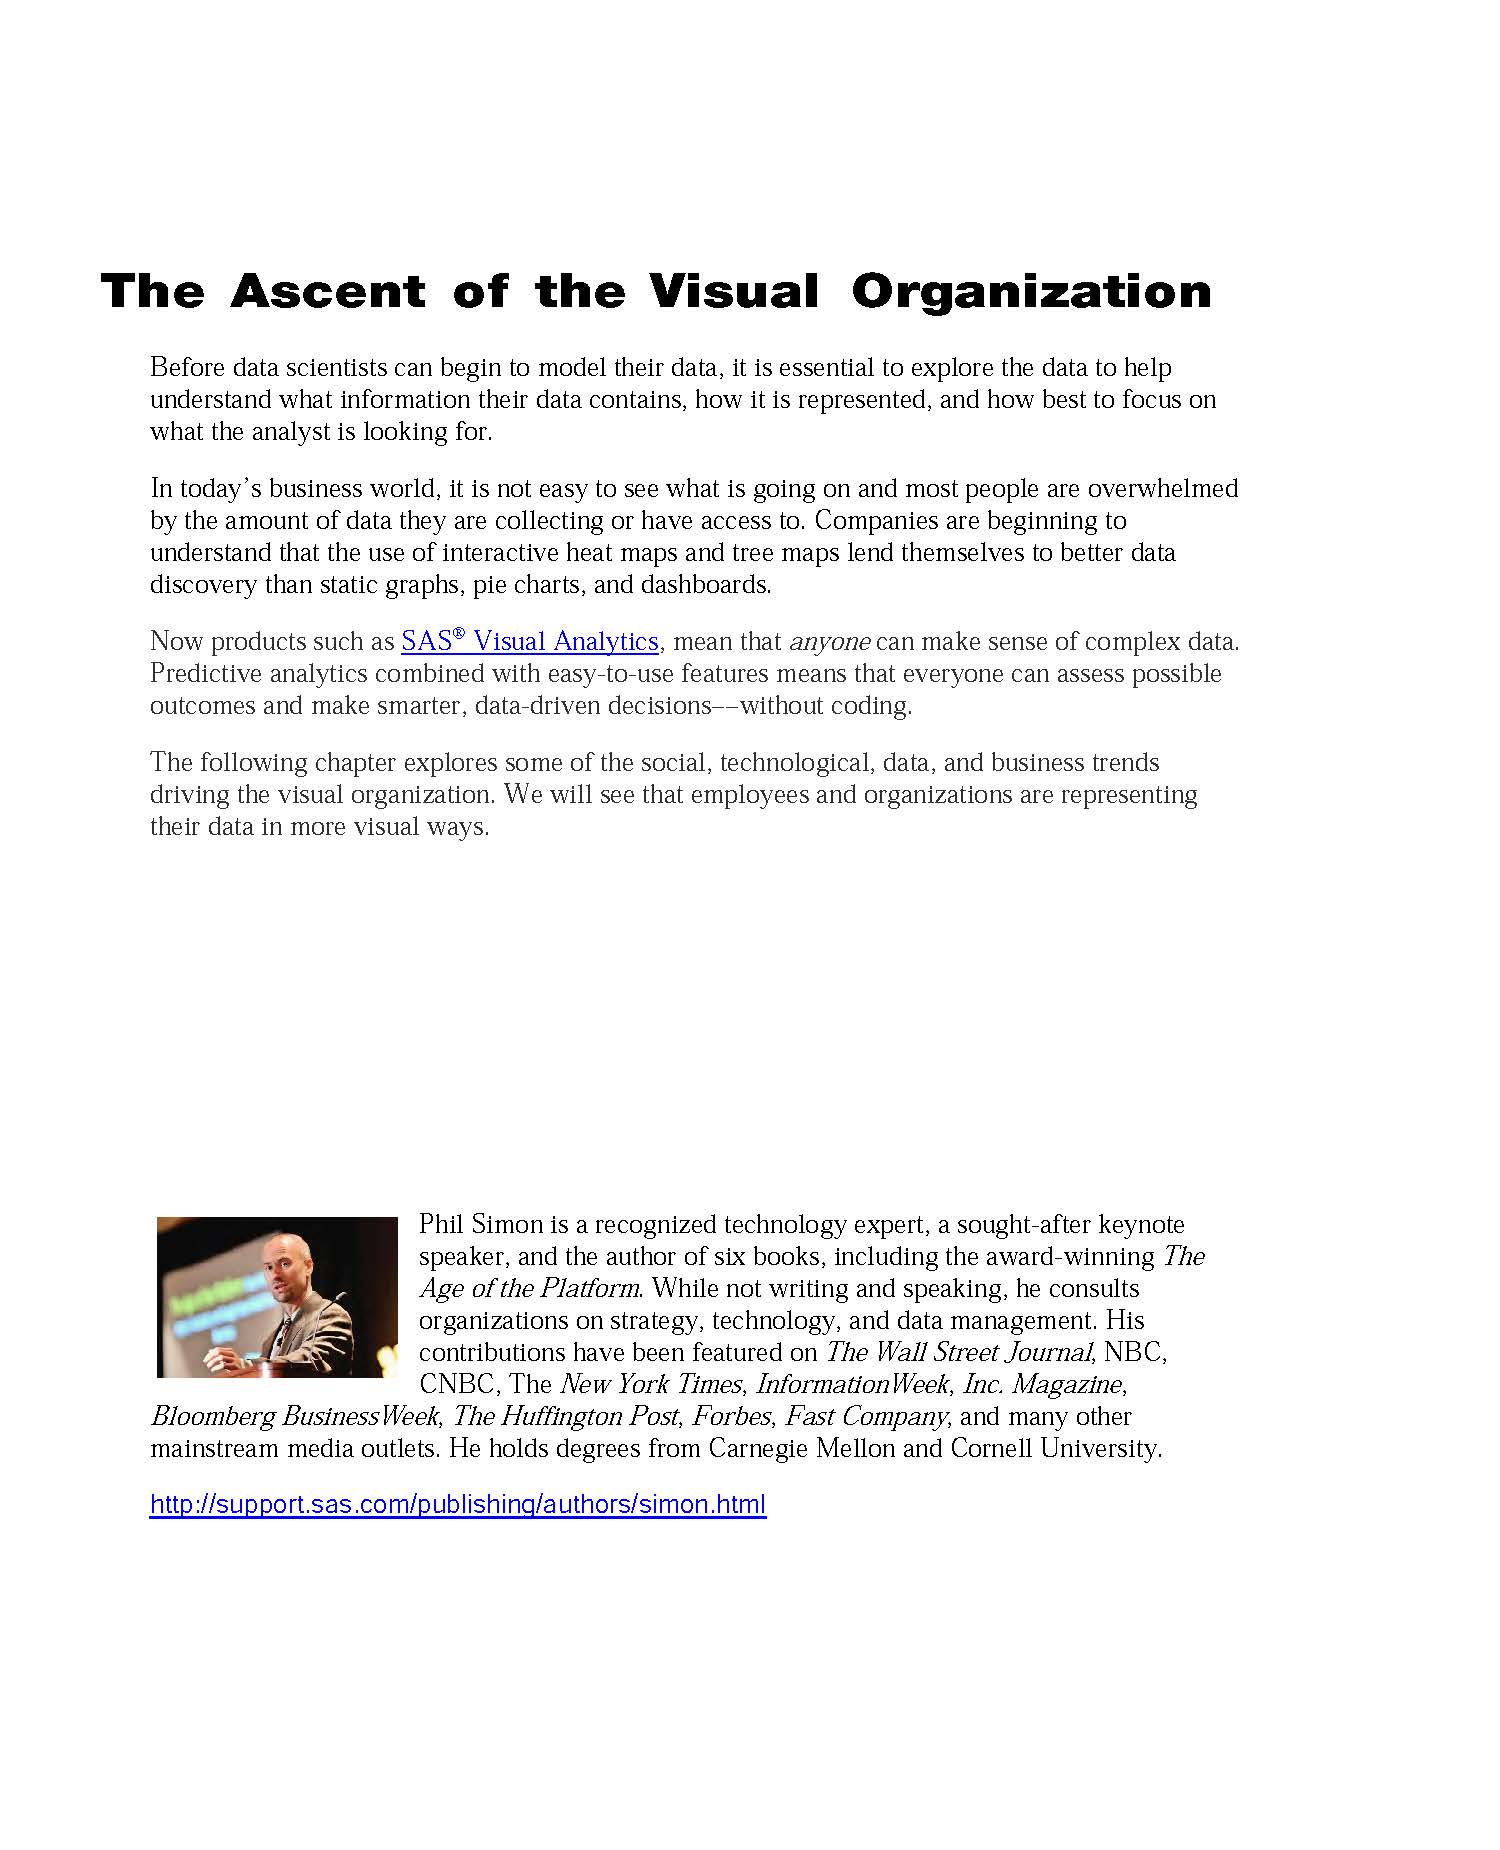 The Ascent of the Visual Organization
Before data scientists can begin to model their data, it is essential to explore the data to help
understand what information their data contains, how it is represented, and how best to focus on
what the analyst is looking for.
In today’s business world, it is not easy to see what is going on and most people are overwhelmed
by the amount of data they are collecting or have access to. Companies are beginning to
understand that the use of interactive heat maps and tree maps lend themselves to better data
discovery than static graphs, pie charts, and dashboards.
Now products such as SAS® Visual Analytics, mean that anyone can make sense of complex data.
Predictive analytics combined with easy-to-use features means that everyone can assess possible
outcomes and make smarter, data-driven decisions––without coding.
The following chapter explores some of the social, technological, data, and business trends
driving the visual organization. We will see that employees and organizations are representing
their data in more visual ways.
Phil Simon is a recognized technology expert, a sought-after keynote
speaker, and the author of six books, including the award-winning The
Age of the Platform. While not writing and speaking, he consults
organizations on strategy, technology, and data management. His
contributions have been featured on The Wall Street Journal, NBC,
CNBC, The New York Times, InformationWeek, Inc. Magazine,
Bloomberg BusinessWeek, The Huffington Post, Forbes, Fast Company, and many other
mainstream media outlets. He holds degrees from Carnegie Mellon and Cornell University.
http://support.sas.com/publishing/authors/simon.html